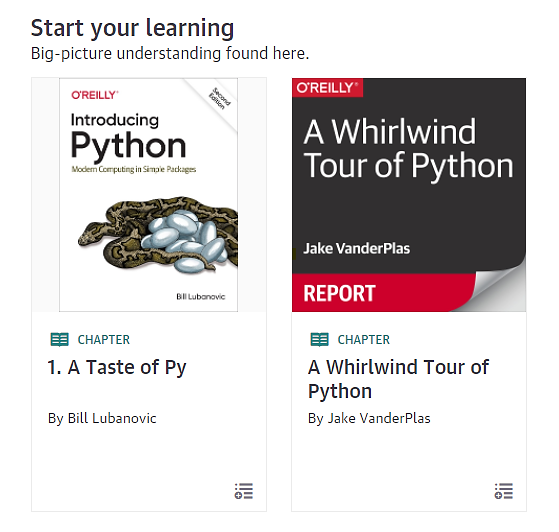 Start your learning
Big-picture understanding found here.
O'REILLY®
Second
Edition
Introducing
Python
Modern Computing in Simple Packages
Bill Lubanovic
CHAPTER
1. A Taste of Py
By Bill Lubanovic
O'REILLY®
A Whirlwind
Tour of Python
Jake VanderPlas
REPORT
CHAPTER
A Whirlwind Tour of
Python
By Jake VanderPlas